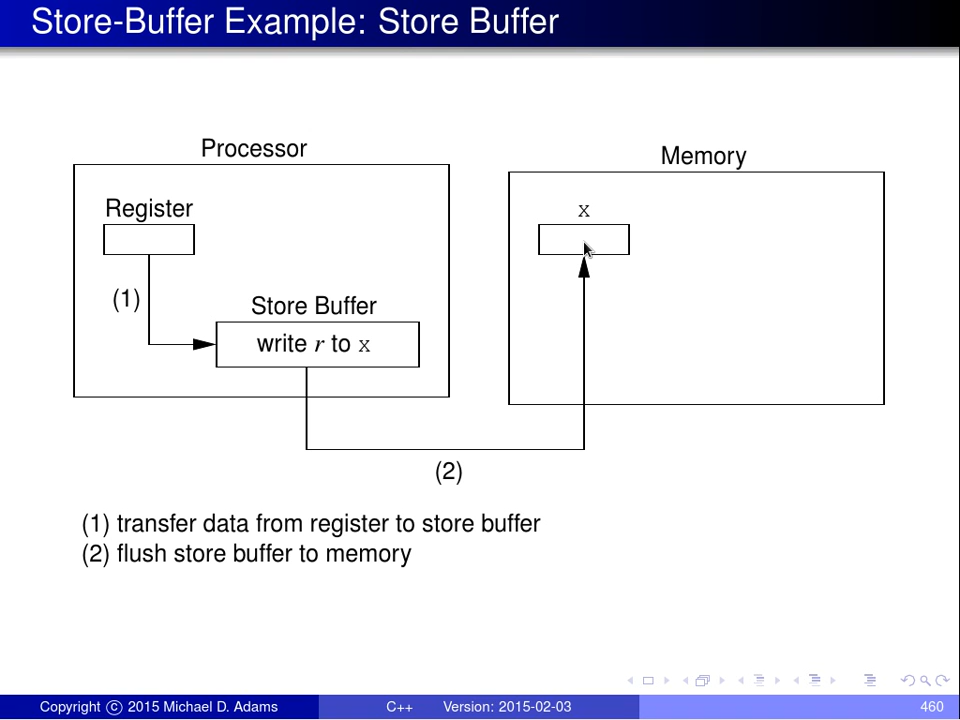 Store-Buffer Example: Store Buffer
Processor
Memory
Register
x
(1)
Store Buffer
write r to x
(2)
(1) transfer data from register to store buffer
(2) flush store buffer to memory
Copyright © 2015 Michael D. Adams C++ Version: 2015-02-03 460